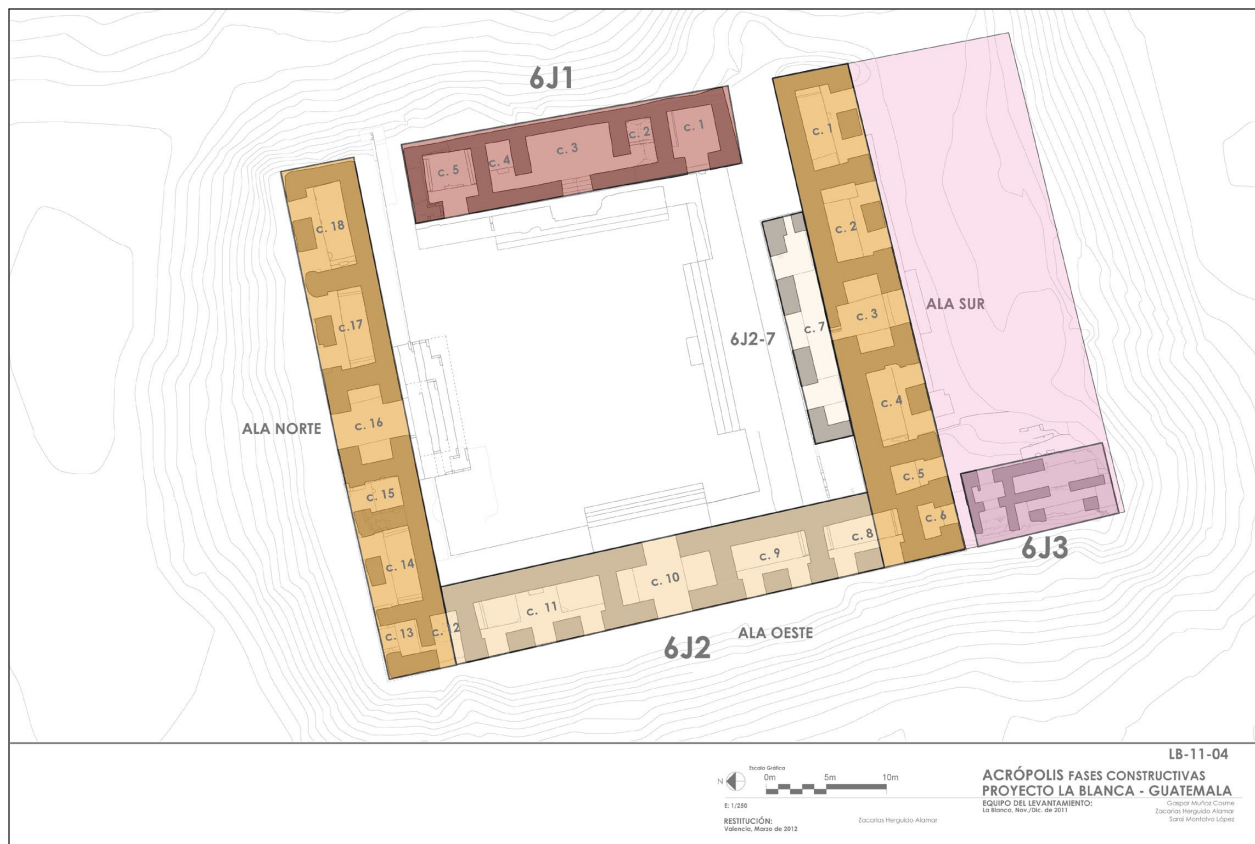 6J1
c. 1
c. 2
c. 3
c. 4
c. 5
c. 1
c. 2
c. 3
c. 4
c. 5
c. 6
c. 7
6J2-7
ALA SUR
c. 18
c.17
c. 16
c. 15
c. 14
c. 13
c. 12
ALA NORTE
c. 11
c. 10
c. 9
c. 8
6J3
ALA OESTE
6J2
LB-11-04
Escala Gráfica
N
0m 5m 10m
E: 1/250
RESTITUCIÓN:
Valencia, Marzo de 2012
Zacarías Herguido Alamar
ACRÓPOLIS FASES CONSTRUCTIVAS
PROYECTO LA BLANCA - GUATEMALA
EQUIPO DEL LEVANTAMIENTO:
La Blanca, Nov./Dic. de 2011
Gaspar Muñoz Cosme
Zacarías Herguido Alamar
Sarai Montalvo López